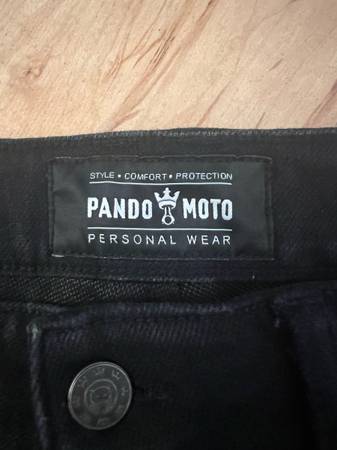 STYLE • COMFORT • PROTECTION
PANDO MOTO
PERSONAL WEAR